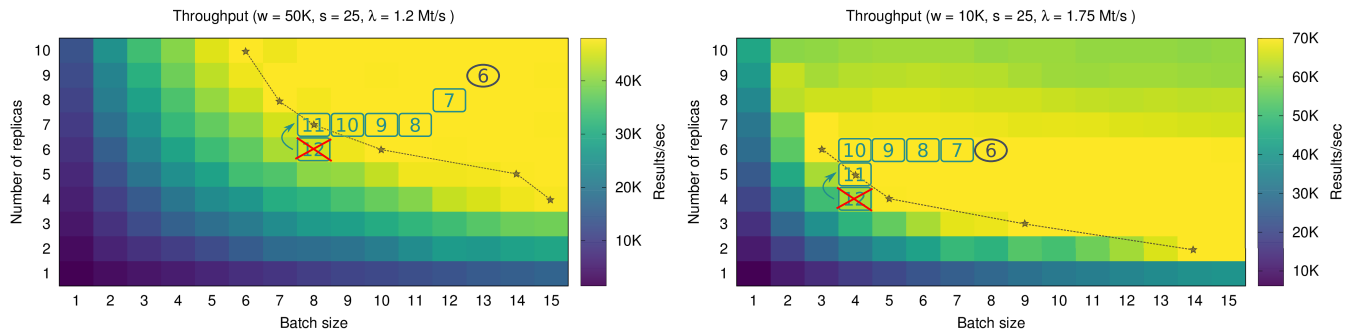 Throughput (w = 50K, s = 25, λ = 1.2 Mt/s )
Number of replicas
10
9
8
7
6
5
4
3
2
1
6
7
11 10 9 8
12
1 2 3 4 5 6 7 8 9 10 11 12 13 14 15
Batch size
40K
30K
20K
10K
Results/sec
Throughput (w = 10K, s = 25, λ = 1.75 Mt/s )
Number of replicas
10
9
8
7
6
5
4
3
2
1
10 9 8 7 6
11
12
1 2 3 4 5 6 7 8 9 10 11 12 13 14 15
Batch size
70K
60K
50K
40K
30K
20K
10K
Results/sec